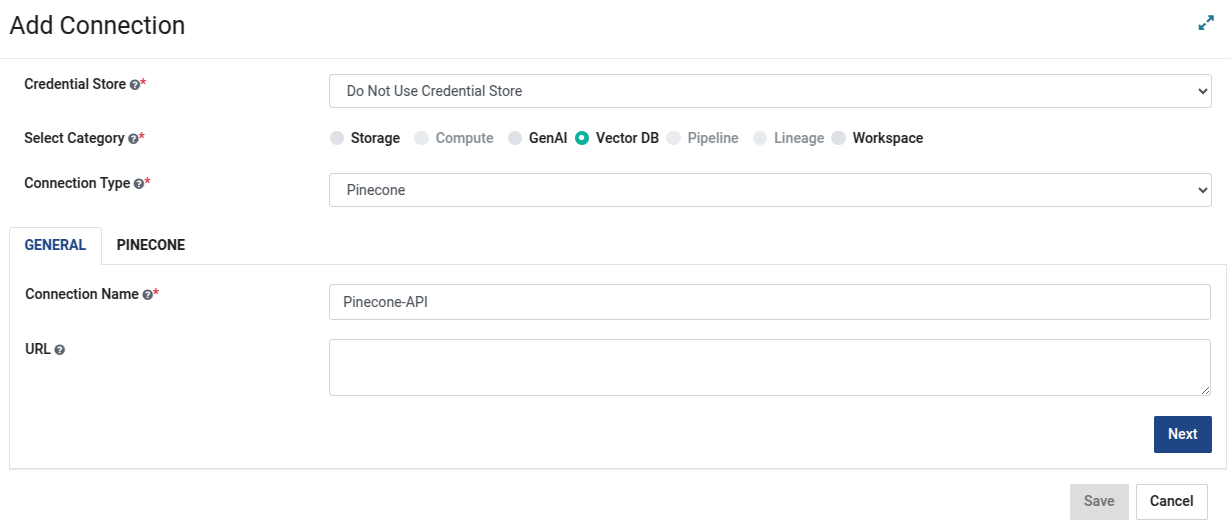 Add Connection
Credential Store ?* Do Not Use Credential Store
Select Category ?* Storage Compute GenAI Vector DB Pipeline Lineage Workspace
Connection Type ?* Pinecone
GENERAL PINECONE
Connection Name ?* Pinecone-API
URL ?
Next
Save Cancel